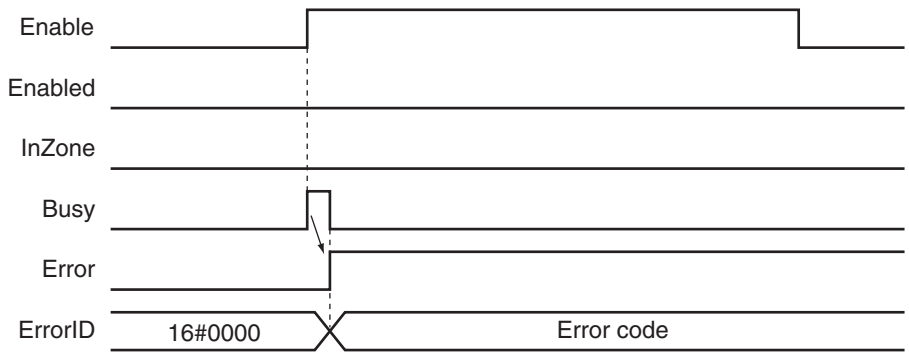 Enable
Enabled
InZone
Busy
Error
ErrorID 16#0000 Error code